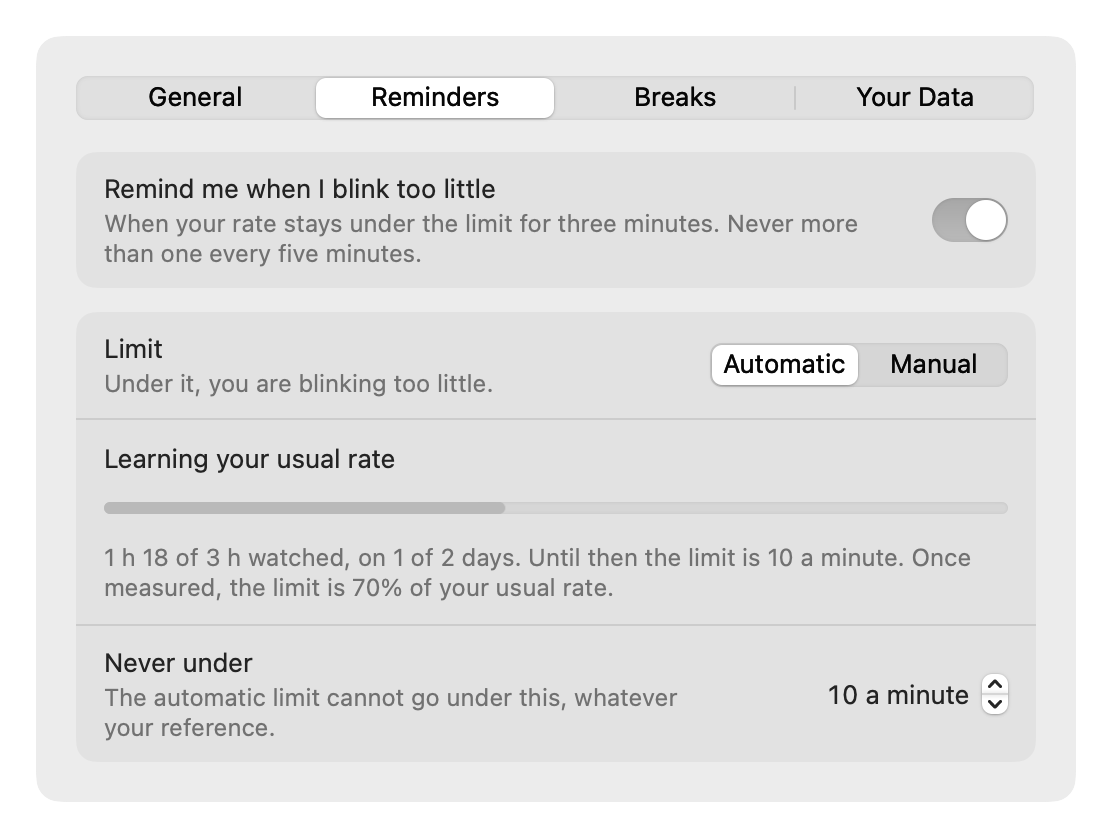 General
Reminders
Breaks
Your Data
Remind me when I blink too little
When your rate stays under the limit for three minutes. Never more
than one every five minutes.
Limit
Under it, you are blinking too little.
Automatic
Manual
Learning your usual rate
1 h 18 of 3 h watched, on 1 of 2 days. Until then the limit is 10 a minute. Once
measured, the limit is 70% of your usual rate.
Never under
The automatic limit cannot go under this, whatever
your reference.
10 a minute